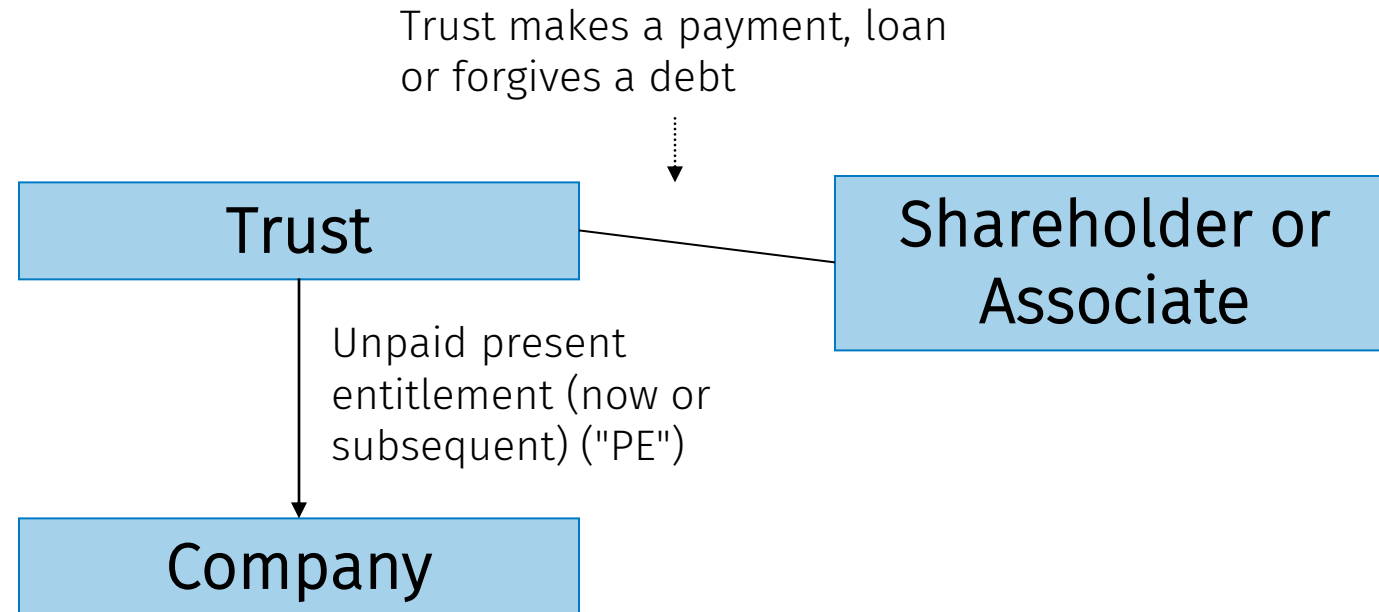 Trust makes a payment, loan
or forgives a debt
Trust
Shareholder or
Associate
Unpaid present
entitlement (now or
subsequent) ("PE")
Company